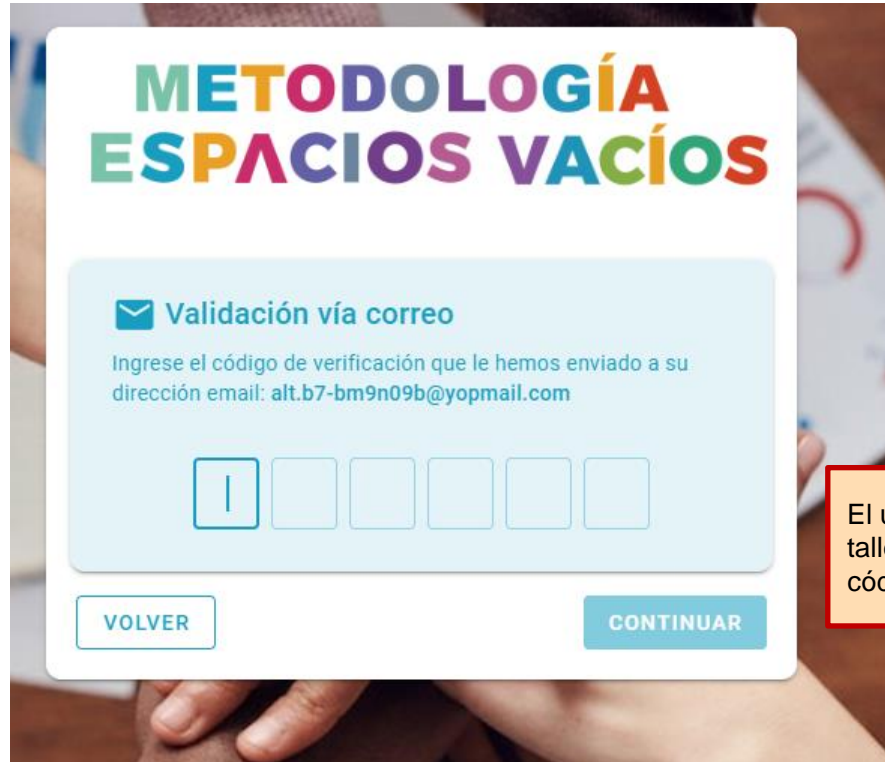 METODOLOGÍA
ESPACIOS VACÍOS
Validación vía correo
Ingrese el código de verificación que le hemos enviado a su
dirección email: alt.b7-bm9n09b@yopmail.com
VOLVER
CONTINUAR
El